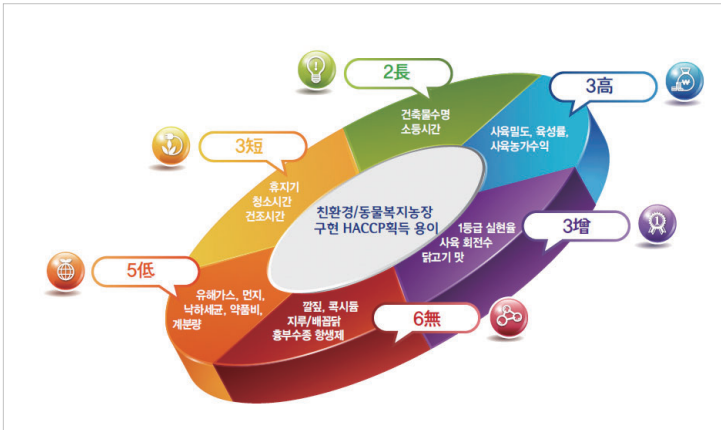 2長
건축물수명
소등시간
3高
사육밀도, 육성률,
사육농가수익
3短
휴지기
청소시간
건조시간
친환경/동물복지농장
구현 HACCP획득 용이
1등급 실현율
사육 회전수
닭고기 맛
3增
5低
유해가스, 먼지,
낙하세균, 약품비,
계분량
깔짚, 콕시듐
지루/배꼽닭
흉부수종 항생제
6無